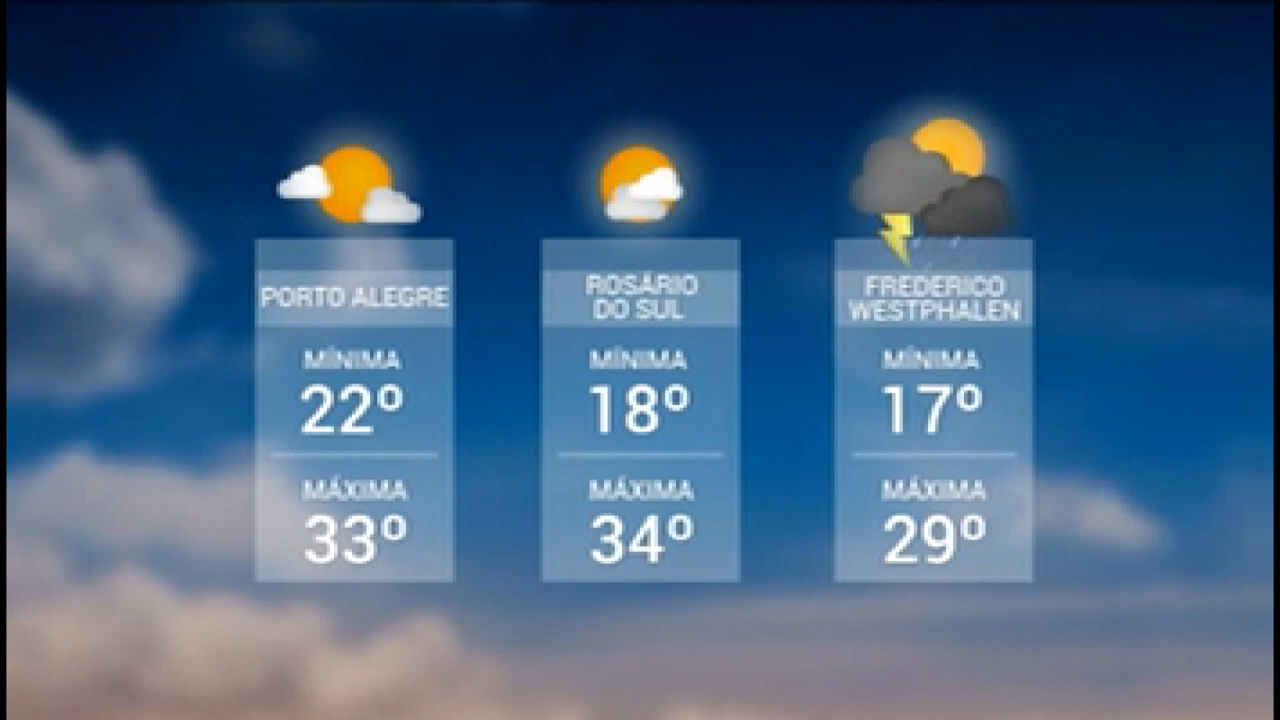 PORTO ALEGRE
MÍNIMA
22º
MÁXIMA
33º
ROSÁRIO
DO SUL
MÍNIMA
18º
MÁXIMA
34º
FREDERICO
WESTPHALEN
MÍNIMA
17º
MÁXIMA
29º